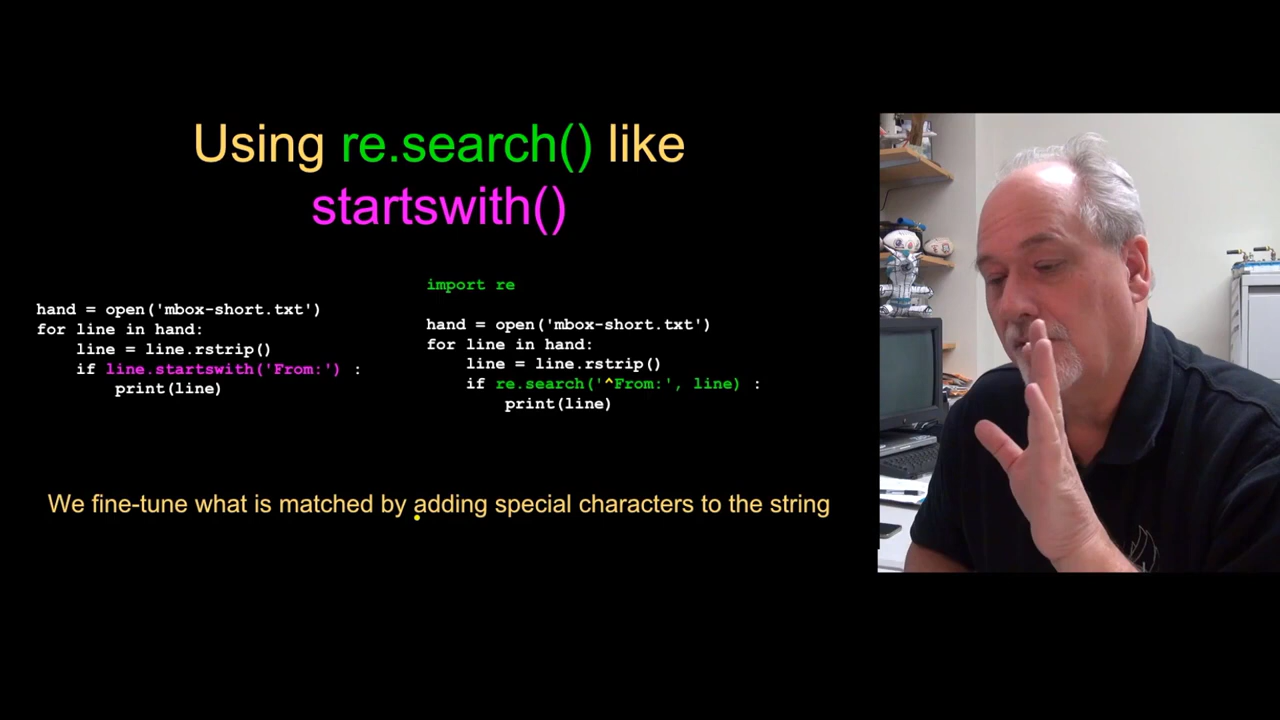 Using re.search() like
startswith()
hand = open('mbox-short.txt')
for line in hand:
    line = line.rstrip()
    if line.startswith('From:') :
        print(line)
import re
hand = open('mbox-short.txt')
for line in hand:
    line = line.rstrip()
    if re.search('^From:', line) :
        print(line)
We fine-tune what is matched by adding special characters to the string